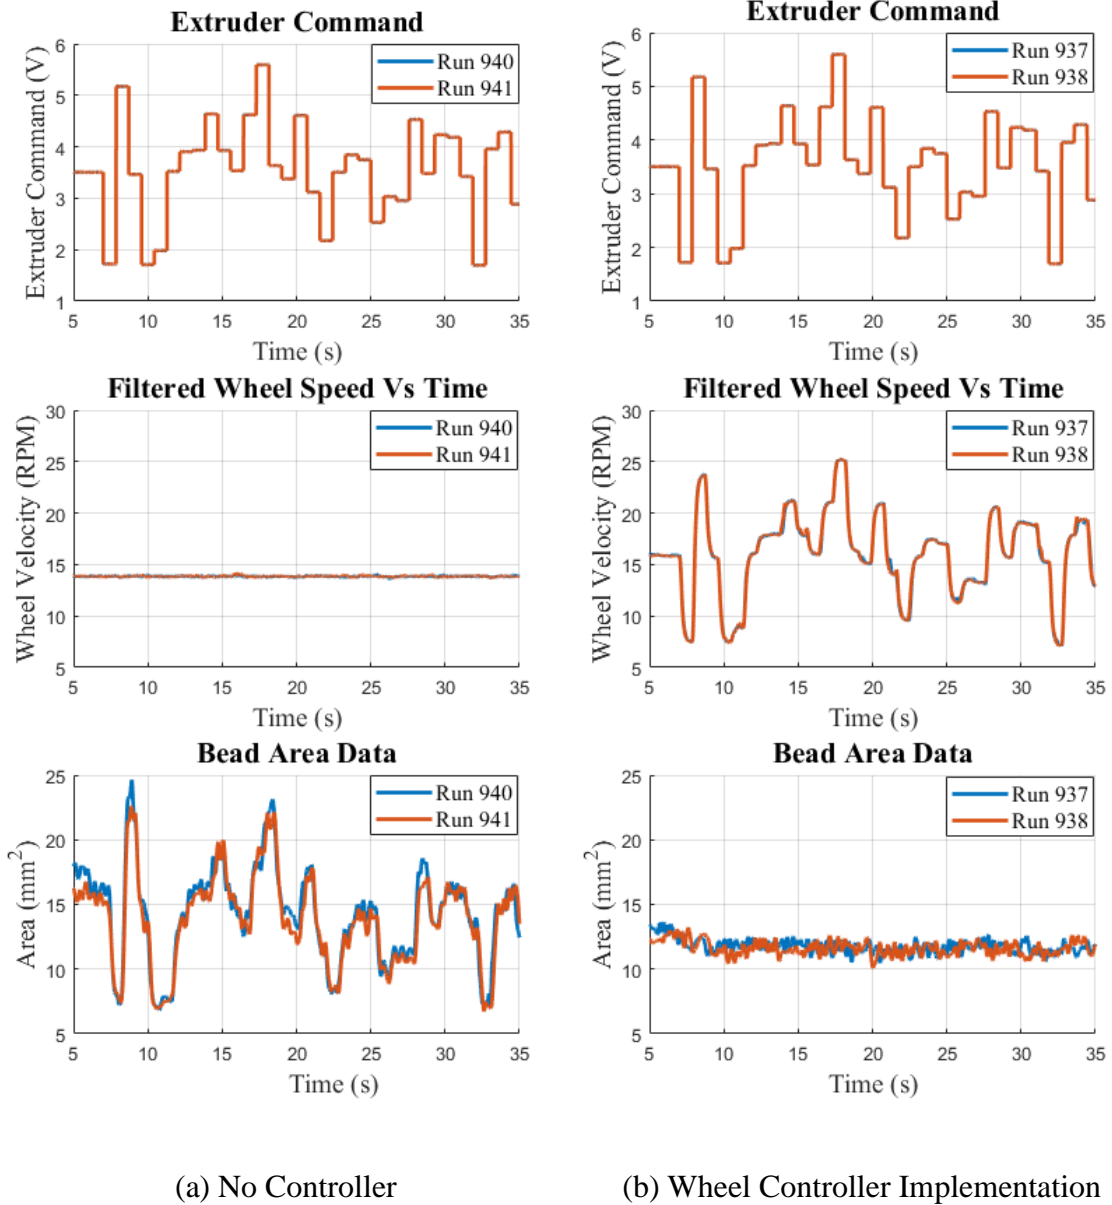 Extruder Command
Extruder Command (V)
6
5
4
3
2
1
Run 940
Run 941
5 10 15 20 25 30 35
Time (s)
Extruder Command
Extruder Command (V)
6
5
4
3
2
1
Run 937
Run 938
5 10 15 20 25 30 35
Time (s)
Filtered Wheel Speed Vs Time
Wheel Velocity (RPM)
30
25
20
15
10
5
Run 940
Run 941
5 10 15 20 25 30 35
Time (s)
Filtered Wheel Speed Vs Time
Wheel Velocity (RPM)
30
25
20
15
10
5
Run 937
Run 938
5 10 15 20 25 30 35
Time (s)
Bead Area Data
Area (mm²)
25
20
15
10
5
Run 940
Run 941
5 10 15 20 25 30 35
Time (s)
Bead Area Data
Area (mm²)
25
20
15
10
5
Run 937
Run 938
5 10 15 20 25 30 35
Time (s)
(a) No Controller
(b) Wheel Controller Implementation